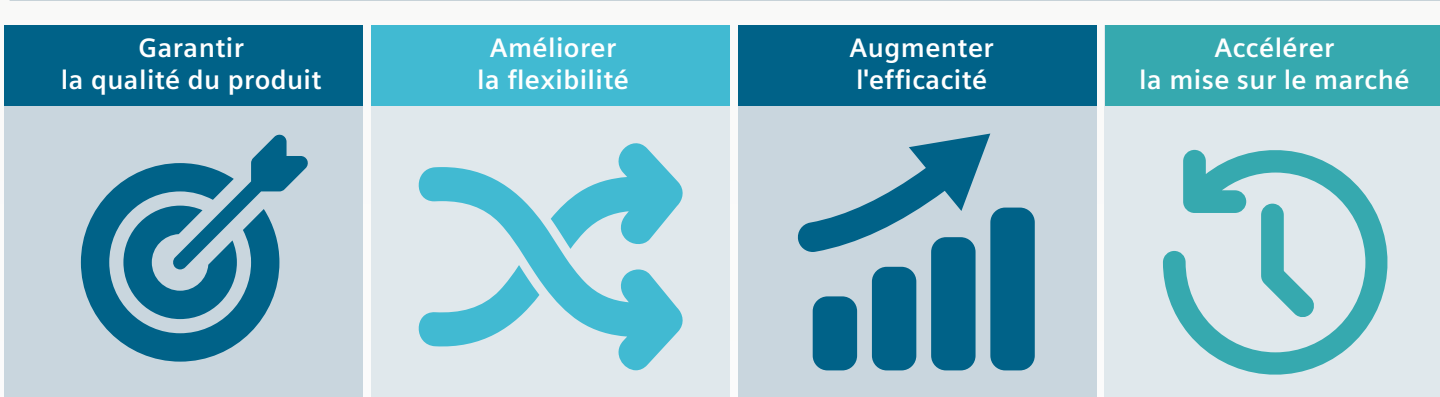 Garantir
la qualité du produit
Améliorer
la flexibilité
Augmenter
l'efficacité
Accélérer
la mise sur le marché